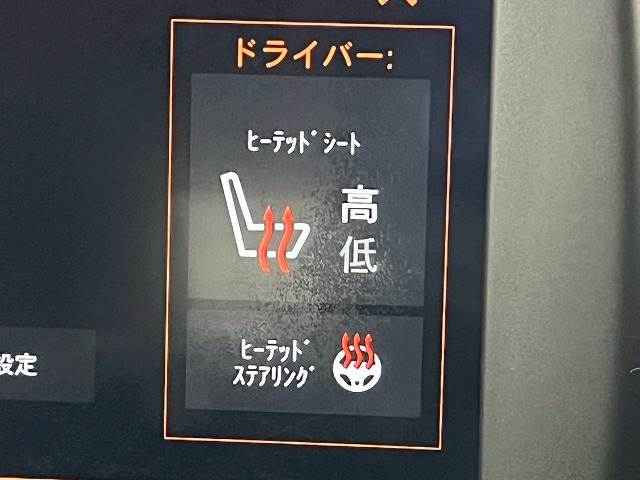 ドライバー:
ﾋｰﾃｯﾄﾞ ｼｰﾄ
高
低
設定
ﾋｰﾃｯﾄﾞ
ｽﾃｱﾘﾝｸﾞ